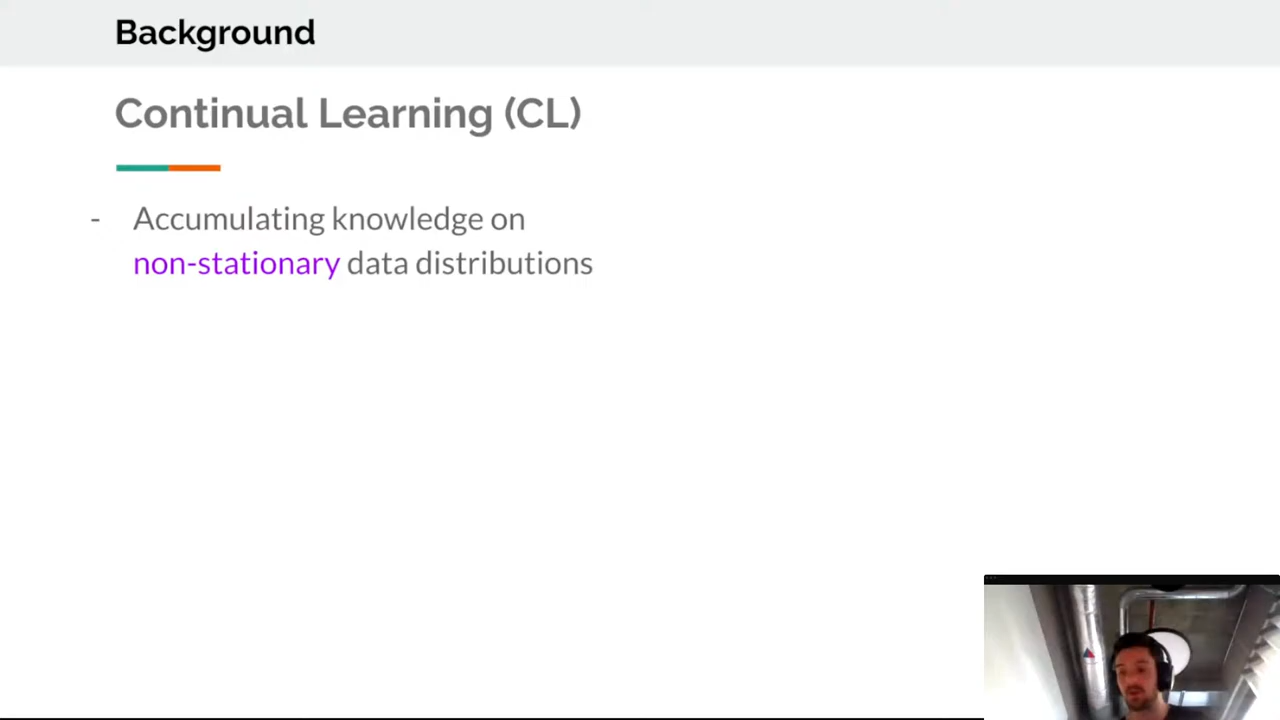 Background
Continual Learning (CL)
- Accumulating knowledge on
non-stationary data distributions